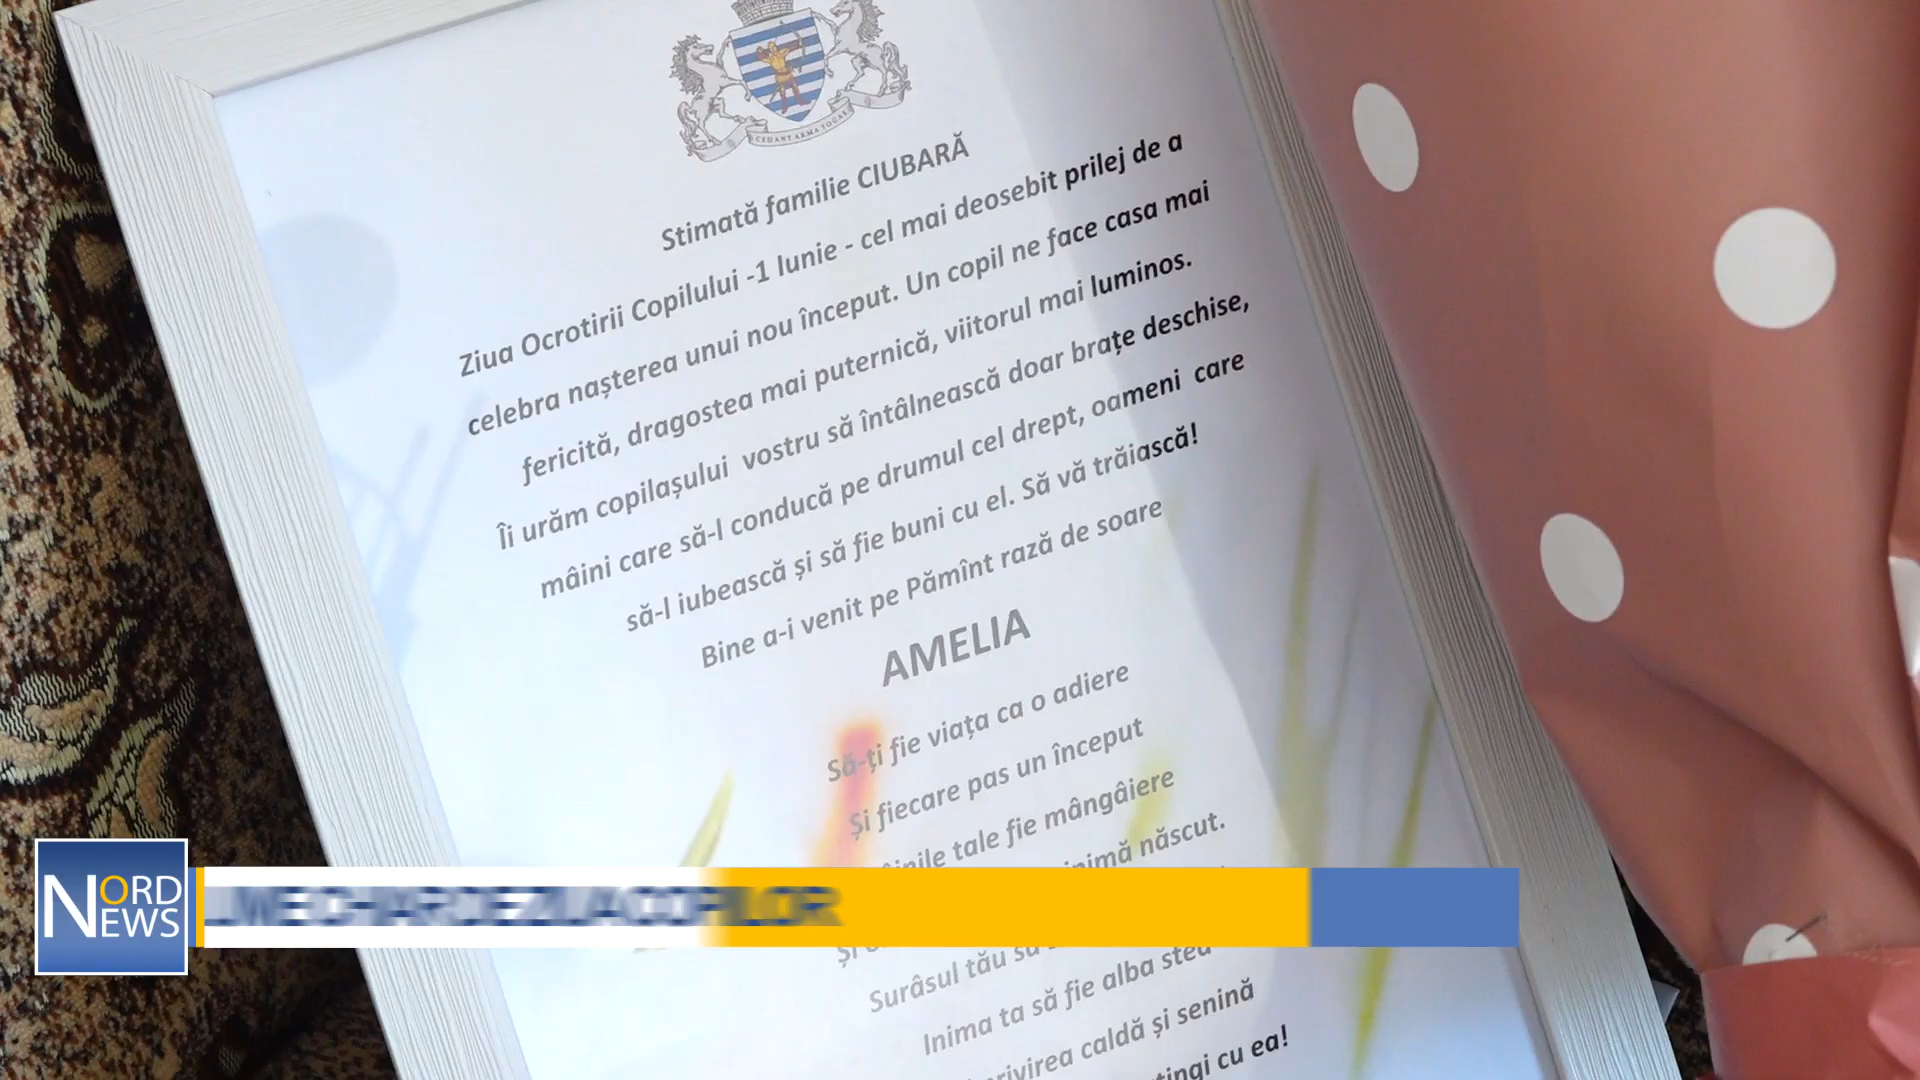 CEDANT ARMA TOGAE
Stimată familie CIUBARĂ
Ziua Ocrotirii Copilului -1 Iunie - cel mai deosebit prilej de a
celebra nașterea unui nou început. Un copil ne face casa mai
fericită, dragostea mai puternică, viitorul mai luminos.
Îi urăm copilașului vostru să întâlnească doar brațe deschise,
mâini care să-l conducă pe drumul cel drept, oameni care
să-l iubească și să fie buni cu el. Să vă trăiască!
Bine a-i venit pe Pămînt rază de soare
AMELIA
Să-ți fie viața ca o adiere
Și fiecare pas un început
tale fie mângâiere
născut.
Surâsul tău
Inima ta să fie alba
caldă și senină
cu ea!
NORD
NEWS